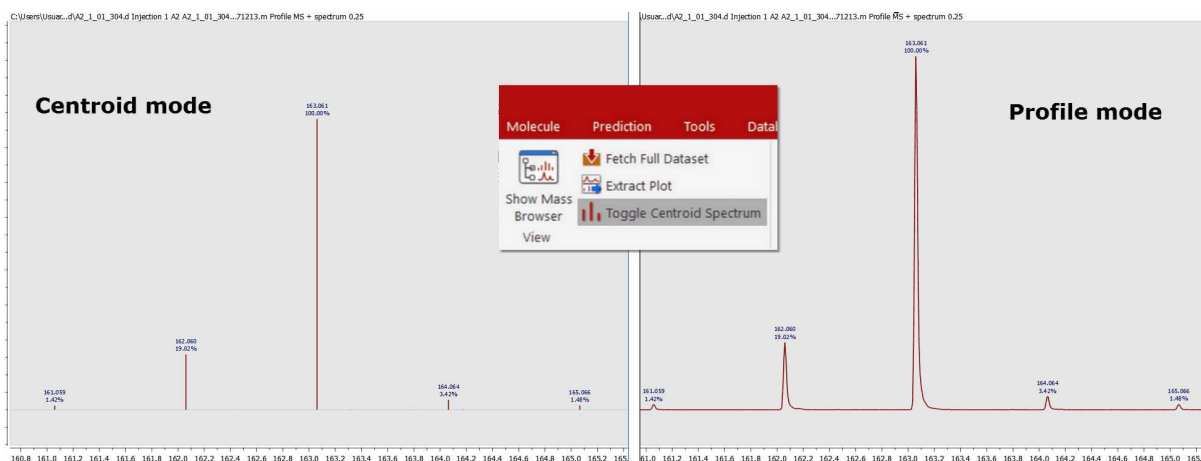 C:\Users\Usuar...d\A2_1_01_304.d Injection 1 A2 A2_1_01_304...71213.m Profile MS + spectrum 0.25
Centroid mode
163.061
100.00%
162.060
19.02%
161.059
1.42%
164.064
3.42%
165.066
1.48%
160.8 161.0 161.2 161.4 161.6 161.8 162.0 162.2 162.4 162.6 162.8 163.0 163.2 163.4 163.6 163.8 164.0 164.2 164.4 164.6 164.8 165.0 165.2 165.4 165.
Molecule Prediction Tools Datal
Show Mass
Browser
View
Fetch Full Dataset
Extract Plot
Toggle Centroid Spectrum
\Usuar...d\A2_1_01_304.d Injection 1 A2 A2_1_01_304...71213.m Profile MS + spectrum 0.25
Profile mode
163.061
100.00%
162.060
19.02%
161.059
1.42%
164.064
3.42%
165.066
1.48%
61.0 161.2 161.4 161.6 161.8 162.0 162.2 162.4 162.6 162.8 163.0 163.2 163.4 163.6 163.8 164.0 164.2 164.4 164.6 164.8 165.0